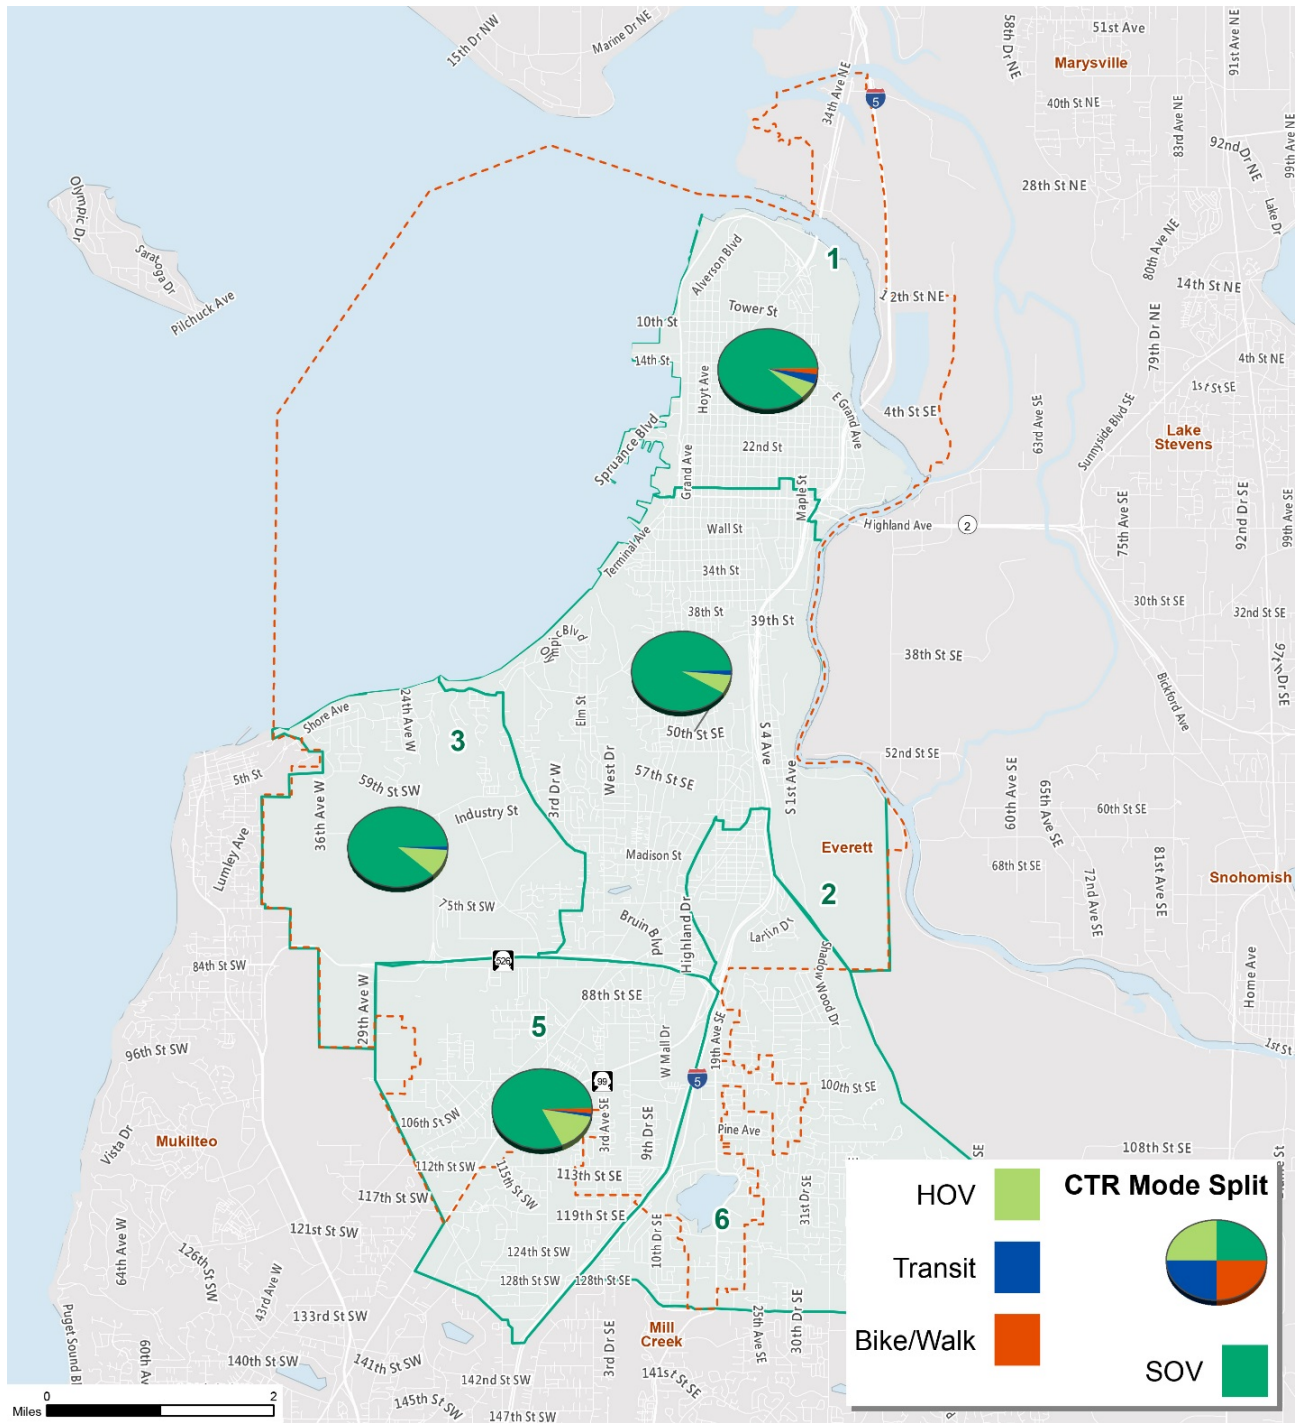 15th Dr NW
Marine Dr NE
58th Dr NE
51st Ave
91st Ave NE
Marysville
34th Ave NE
5
40th St NE
83rd Ave NE
92nd Dr NE
99th Ave NE
28th St NE
Lake Dr
Olympic Dr
Saratoga Dr
Pilchuck Ave
Alverson Blvd
1
80th Ave NE
14th St NE
12th St NE
Tower St
10th St
79th Dr NE
14th St
4th St NE
Hoyt Ave
E Grand Ave
1st St SE
4th St SE
63rd Ave SE
Sunnyside Blvd SE
Lake
Stevens
Spruance Blvd
22nd St
Grand Ave
Maple St
Highland Ave
2
Wall St
Terminal Ave
75th Ave SE
92nd Dr SE
99th Ave SE
34th St
38th St
39th St
30th St SE
32nd St SE
Olympic Blvd
38th St SE
97th Dr SE
Bickford Ave
24th Ave W
Shore Ave
Elm St
50th St SE
S 4 Ave
52nd St SE
3
5th St
59th St SW
West Dr
57th St SE
S 1st Ave
60th Ave SE
65th Ave SE
60th St SE
36th Ave W
Industry St
3rd Dr W
Lumley Ave
Madison St
Everett
68th St SE
72nd Ave SE
81st Ave SE
Snohomish
2
75th St SW
Bruin Blvd
Highland Dr
Larlin Dr
Shadow Wood Dr
84th St SW
526
Home Ave
29th Ave W
88th St SE
5
W Mall Dr
19th Ave SE
1st St
96th St SW
99
5
100th St SE
106th St SW
3rd Ave SE
9th Dr SE
Pine Ave
Vista Dr
Mukilteo
112th St SW
115th St SW
113th St SE
108th St SE
117th St SW
119th St SE
31st Dr SE
6
121st St SW
10th Dr SE
64th Ave W
126th St SW
124th St SW
43rd Ave W
128th St SW
128th St SE
133rd St SW
Mill
Creek
25th Ave SE
30th Dr SE
Puget Sound Bl
60th Av
140th St SW
141th St SW
3rd Dr SE
141st St SE
142nd St SW
145th St SW
147th St SW
CTR Mode Split
HOV
Transit
Bike/Walk
SOV
0 2
Miles